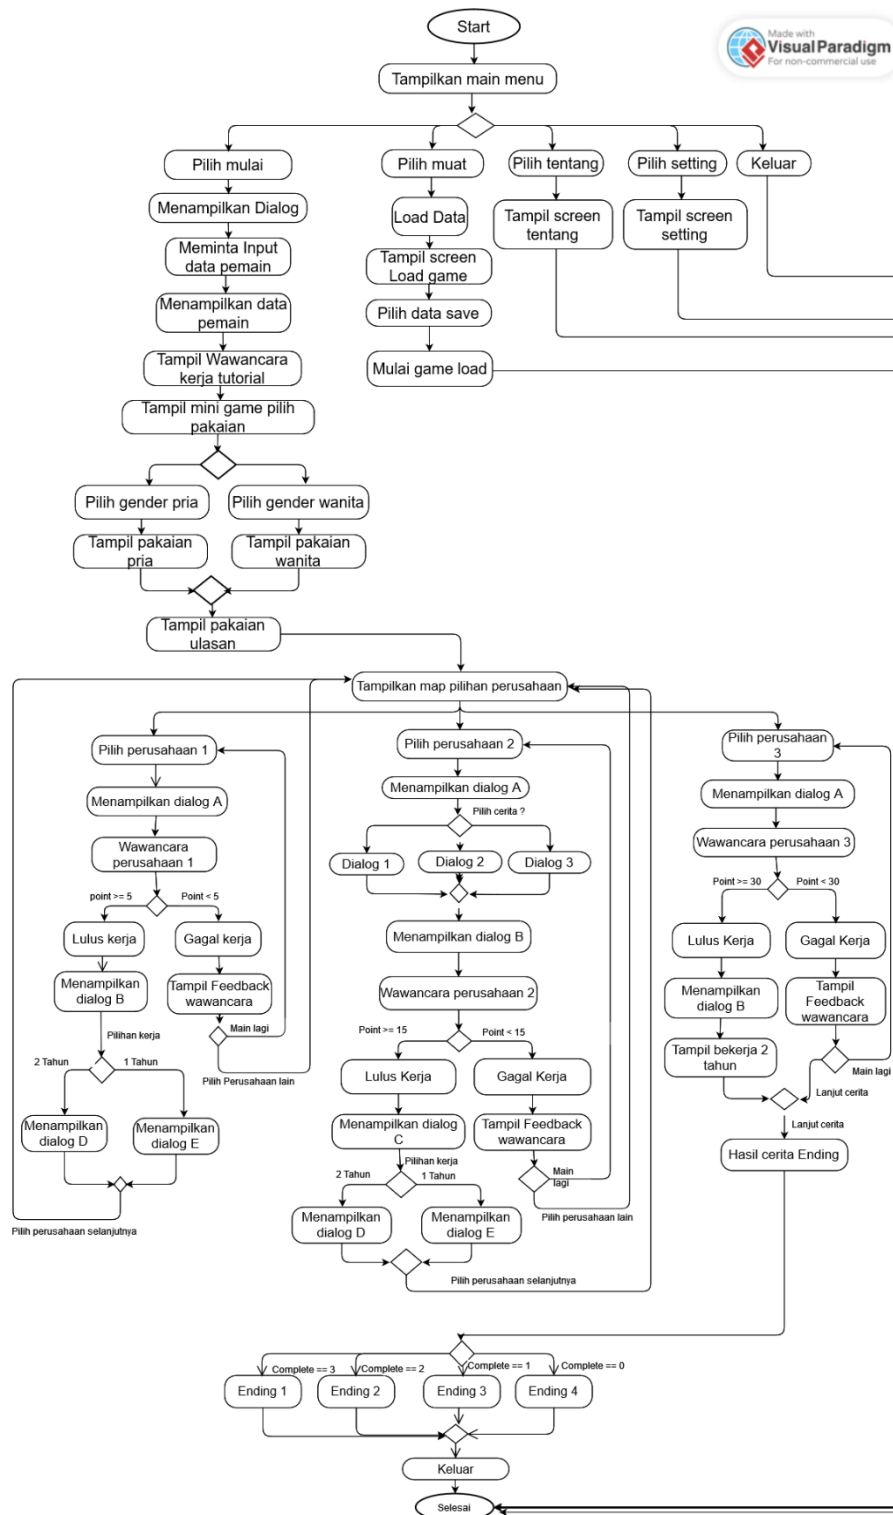 Start
Made with
Visual Paradigm
For non-commercial use
Tampilkan main menu
Pilih mulai
Pilih muat
Pilih tentang
Pilih setting
Keluar
Menampilkan Dialog
Load Data
Tampil screen
tentang
Tampil screen
setting
Meminta Input
data pemain
Tampil screen
Load game
Menampilkan data
pemain
Pilih data save
Tampil Wawancara
kerja tutorial
Mulai game load
Tampil mini game pilih
pakaian
Pilih gender pria
Pilih gender wanita
Tampil pakaian
pria
Tampil pakaian
wanita
Tampil pakaian
ulasan
Tampilkan map pilihan perusahaan
Pilih perusahaan 1
Menampilkan dialog A
Wawancara
perusahaan 1
point >= 5
Point < 5
Lulus kerja
Gagal kerja
Menampilkan
dialog B
Tampil Feedback
wawancara
Pilihan kerja
Main lagi
2 Tahun
1 Tahun
Pilih Perusahaan lain
Menampilkan
dialog D
Menampilkan
dialog E
Pilih perusahaan selanjutnya
Pilih perusahaan 2
Menampilkan dialog A
Pilih cerita ?
Dialog 1
Dialog 2
Dialog 3
Menampilkan dialog B
Wawancara perusahaan 2
Point >= 15
Point < 15
Lulus Kerja
Gagal Kerja
Menampilkan dialog
C
Tampil Feedback
wawancara
Pilihan kerja
Main
lagi
2 Tahun
1 Tahun
Pilih perusahaan lain
Menampilkan
dialog D
Menampilkan
dialog E
Pilih perusahaan selanjutnya
Pilih perusahaan
3
Menampilkan dialog A
Wawancara perusahaan 3
Point >= 30
Point < 30
Lulus Kerja
Gagal Kerja
Menampilkan
dialog B
Tampil
Feedback
wawancara
Tampil bekerja 2
tahun
Main lagi
Lanjut cerita
Lanjut cerita
Hasil cerita Ending
Complete == 3
Complete == 2
Complete == 1
Complete == 0
Ending 1
Ending 2
Ending 3
Ending 4
Keluar
Selesai